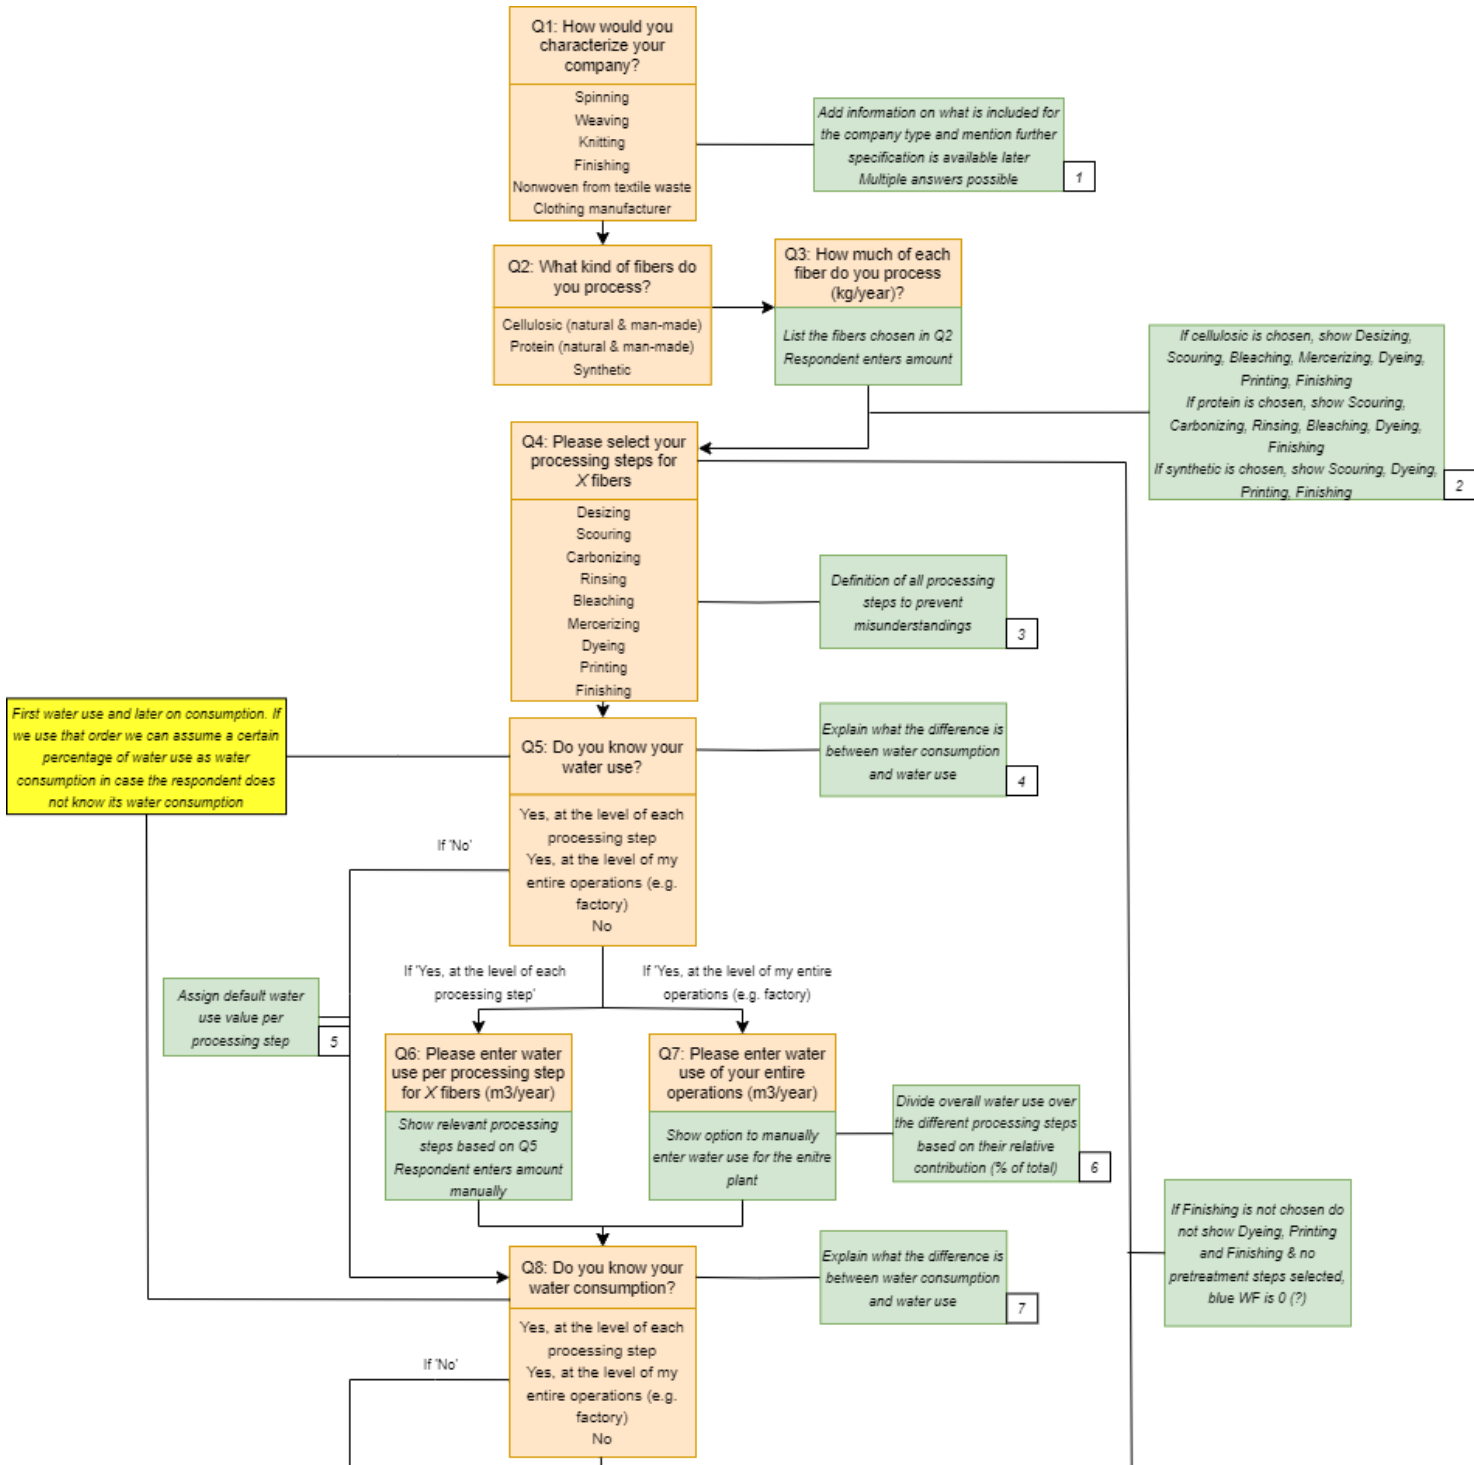 Q1: How would you
characterize your
company?
Spinning
Weaving
Knitting
Finishing
Nonwoven from textile waste
Clothing manufacturer
Add information on what is included for
the company type and mention further
specification is available later
Multiple answers possible
1
Q2: What kind of fibers do
you process?
Cellulosic (natural & man-made)
Protein (natural & man-made)
Synthetic
Q3: How much of each
fiber do you process
(kg/year)?
List the fibers chosen in Q2
Respondent enters amount
If cellulosic is chosen, show Desizing,
Scouring, Bleaching, Mercerizing, Dyeing,
Printing, Finishing
If protein is chosen, show Scouring,
Carbonizing, Rinsing, Bleaching, Dyeing,
Finishing
If synthetic is chosen, show Scouring, Dyeing,
Printing, Finishing
2
Q4: Please select your
processing steps for
X fibers
Desizing
Scouring
Carbonizing
Rinsing
Bleaching
Mercerizing
Dyeing
Printing
Finishing
Definition of all processing
steps to prevent
misunderstandings
3
First water use and later on consumption. If
we use that order we can assume a certain
percentage of water use as water
consumption in case the respondent does
not know its water consumption
Q5: Do you know your
water use?
Yes, at the level of each
processing step
Yes, at the level of my
entire operations (e.g.
factory)
No
Explain what the difference is
between water consumption
and water use
4
If 'No'
If 'Yes, at the level of each
processing step'
If 'Yes, at the level of my entire
operations (e.g. factory)
Assign default water
use value per
processing step
5
Q6: Please enter water
use per processing step
for X fibers (m3/year)
Show relevant processing
steps based on Q5
Respondent enters amount
manually
Q7: Please enter water
use of your entire
operations (m3/year)
Show option to manually
enter water use for the enitre
plant
Divide overall water use over
the different processing steps
based on their relative
contribution (% of total)
6
If Finishing is not chosen do
not show Dyeing, Printing
and Finishing & no
pretreatment steps selected,
blue WF is 0 (?)
Q8: Do you know your
water consumption?
Yes, at the level of each
processing step
Yes, at the level of my
entire operations (e.g.
factory)
No
Explain what the difference is
between water consumption
and water use
7
If 'No'